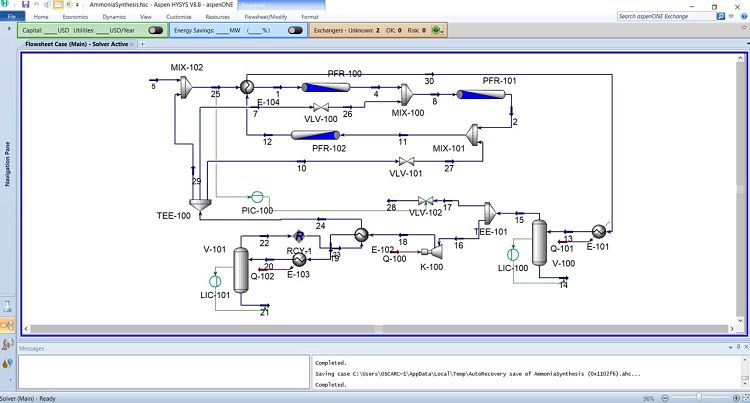 AmmoniaSynthesis.hsc - Aspen HYSYS V8.8 - aspenONE
Flowsheet
File Home Economics Dynamics View Customize Resources Flowsheet/Modify Format
Search aspenONE Exchange
Capital: ____USD Utilities: ____USD/Year
Energy Savings: ____MW (____%)
Exchangers - Unknown: 2 OK: 0 Risk: 0
Flowsheet Case (Main) - Solver Active
Navigation Pane
MIX-102
PFR-100
30
PFR-101
5
25
1
4
8
E-104
7
VLV-100
26
MIX-100
2
12
PFR-102
11
MIX-101
10
VLV-101
27
29
TEE-100
PIC-100
28
VLV-102
17
TEE-101
15
24
V-101
22
RCY-1
19
23
E-102
18
Q-100
K-100
16
13
Q-101
E-101
20
Q-102
E-103
LIC-101
21
LIC-100
V-100
14
Messages
Completed.
Saving case C:\Users\OSCARC~1\AppData\Local\Temp\AutoRecovery save of AmmoniaSynthesis (0x1102f6).ahc...
Completed.
Solver (Main) - Ready
96%